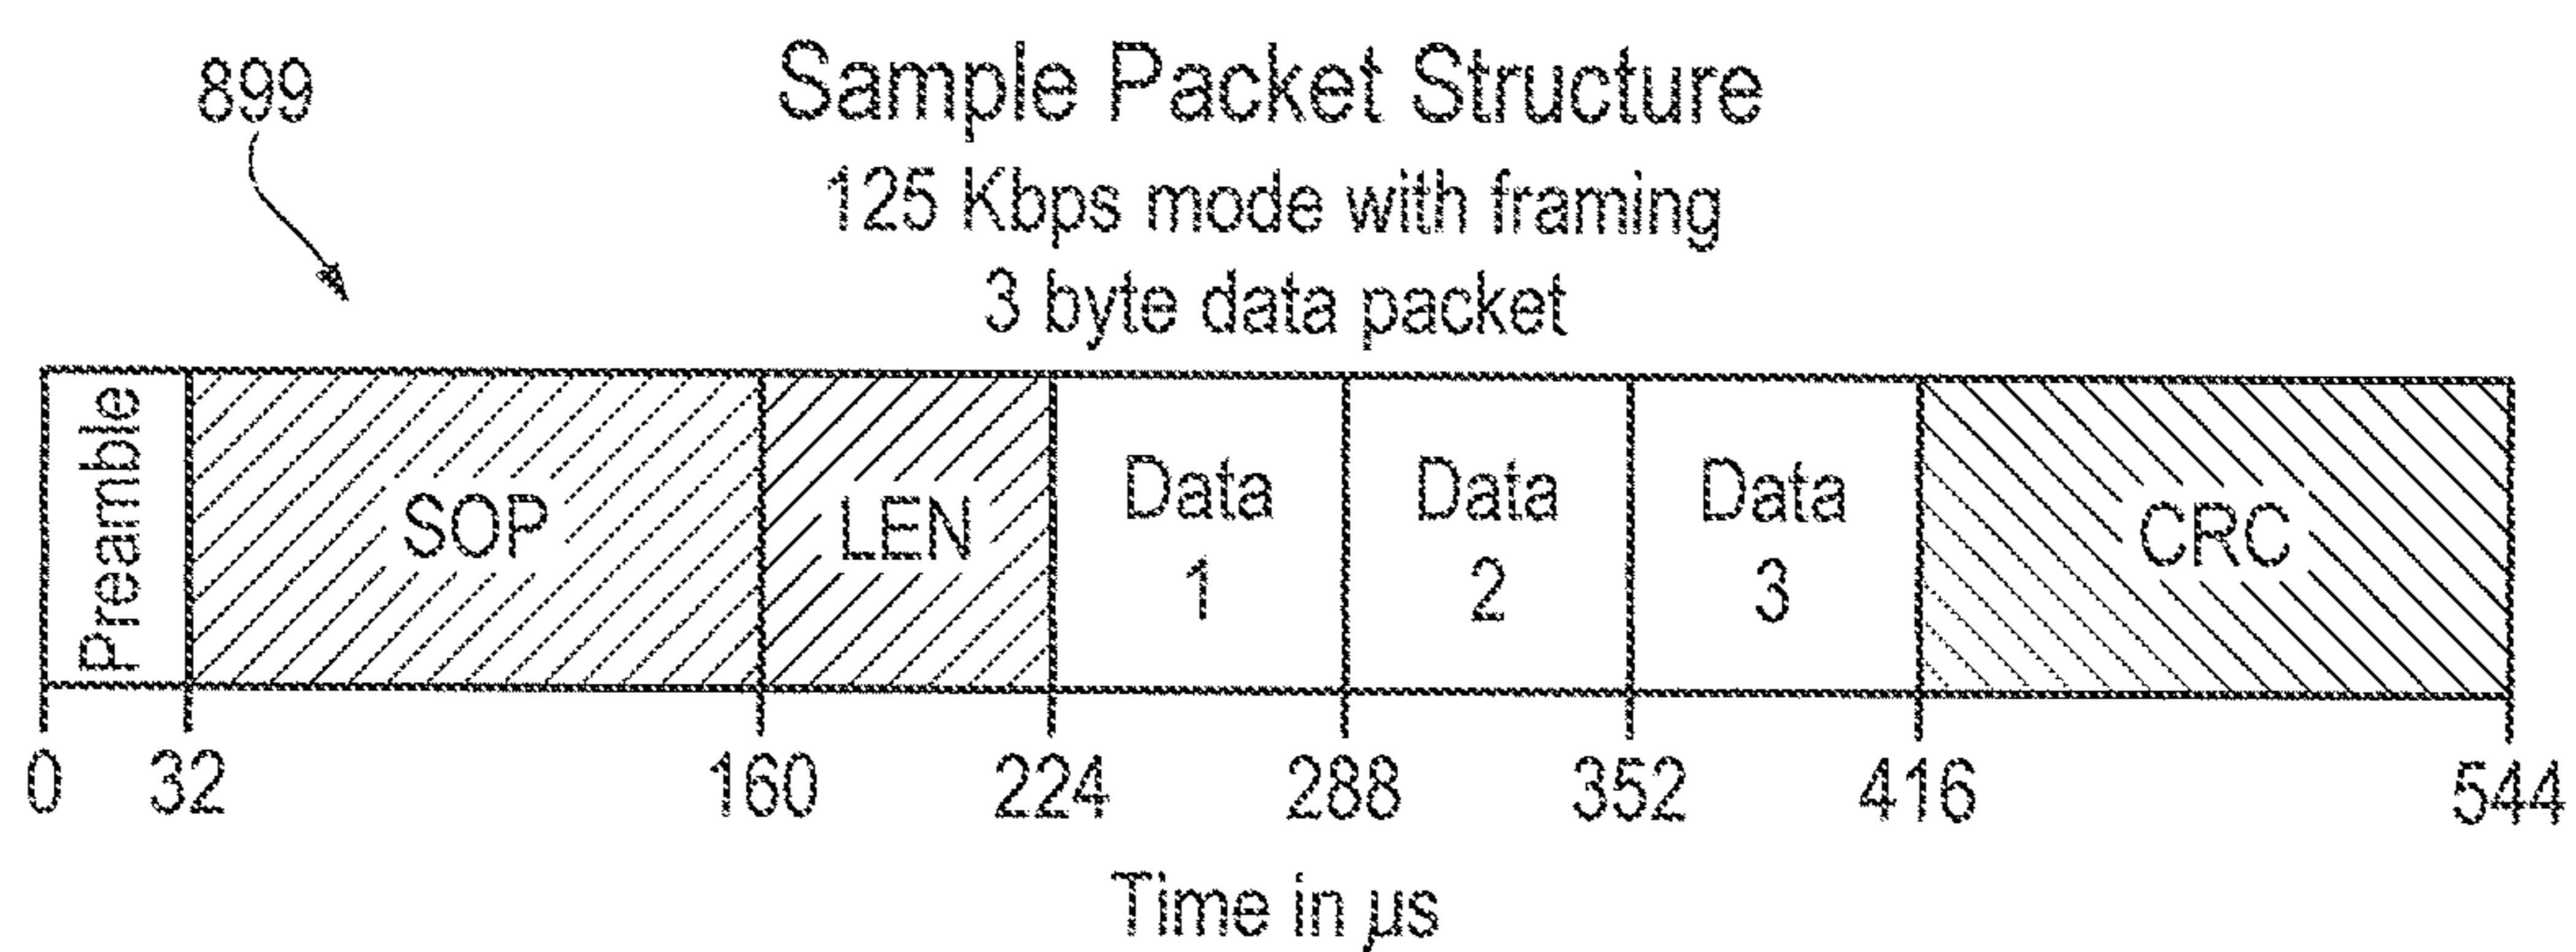 899
Sample Packet Structure
125 Kbps mode with framing
3 byte data packet
Preamble
SOP
LEN
Data
1
Data
2
Data
3
CRC
0 32 160 224 288 352 416 544
Time in µs